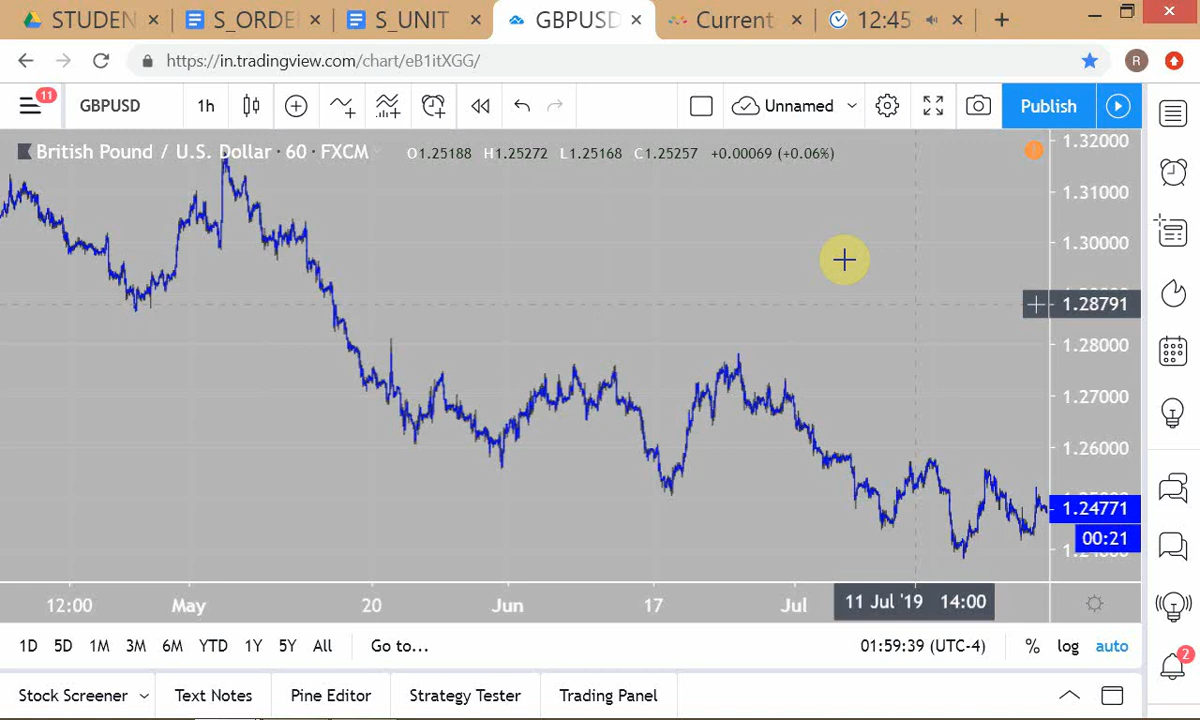 STUDEN
S_ORDE
S_UNIT
GBPUSD
Current
12:45
https://in.tradingview.com/chart/eB1itXGG/
R
11
GBPUSD
1h
Unnamed
Publish
British Pound / U.S. Dollar · 60 · FXCM
O1.25188 H1.25272 L1.25168 C1.25257 +0.00069 (+0.06%)
1.32000
1.31000
1.30000
1.28791
1.28000
1.27000
1.26000
1.24771
00:21
12:00 May 20 Jun 17 Jul 11 Jul '19 14:00
1D 5D 1M 3M 6M YTD 1Y 5Y All Go to... 01:59:39 (UTC-4) % log auto
2
Stock Screener Text Notes Pine Editor Strategy Tester Trading Panel